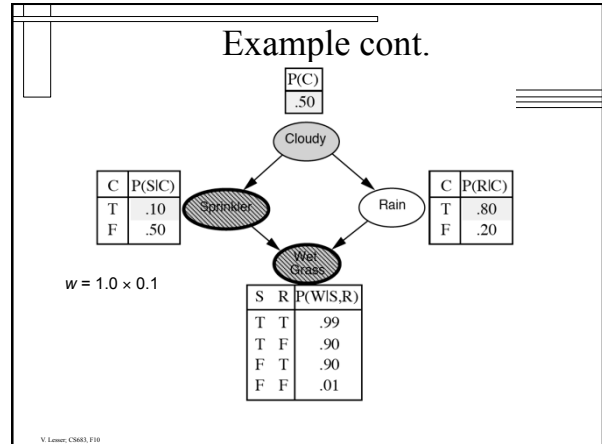 Example cont.
P(C)
.50
Cloudy
C P(S|C)
T .10
F .50
Sprinkler
Rain
C P(R|C)
T .80
F .20
Wet
Grass
w = 1.0 × 0.1
S R P(W|S,R)
T T .99
T F .90
F T .90
F F .01
V. Lesser; CS683, F10